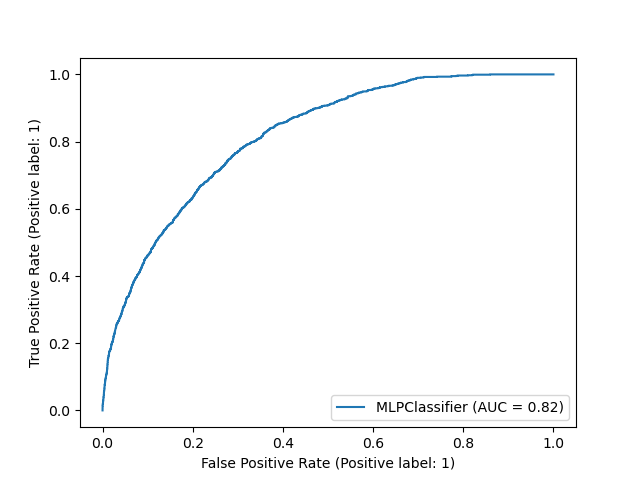 1.0
0.8
0.6
0.4
0.2
0.0
True Positive Rate (Positive label: 1)
MLPClassifier (AUC = 0.82)
0.0 0.2 0.4 0.6 0.8 1.0
False Positive Rate (Positive label: 1)